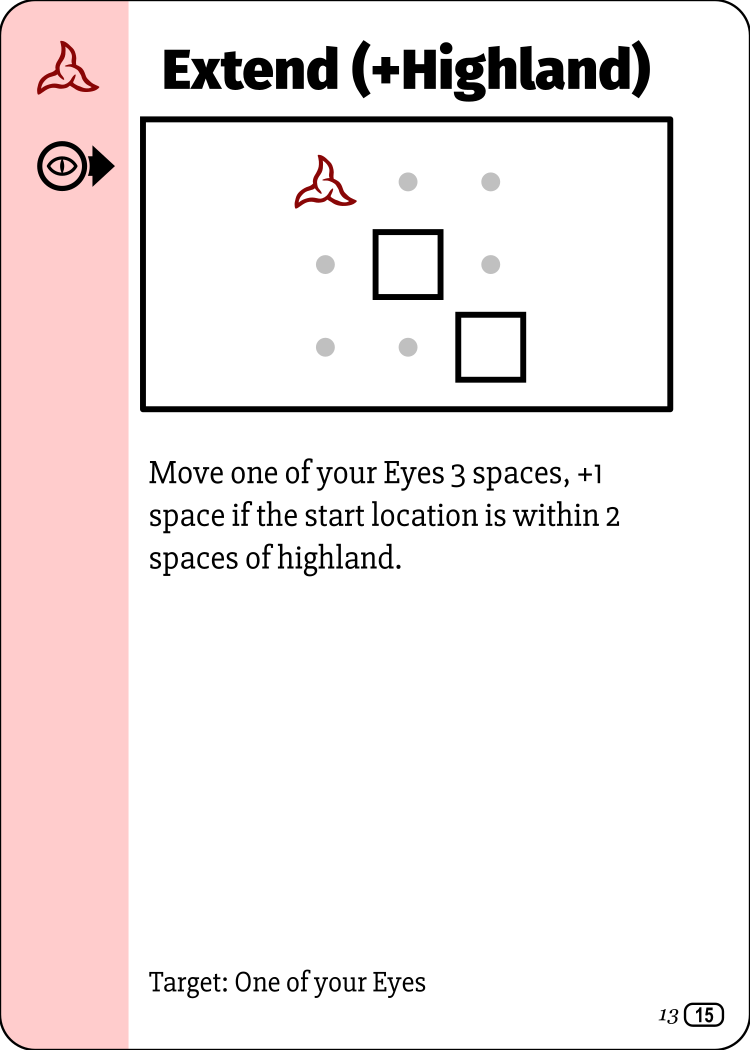 Extend (+Highland)
Move one of your Eyes 3 spaces, +1
space if the start location is within 2
spaces of highland.
Target: One of your Eyes
13 15